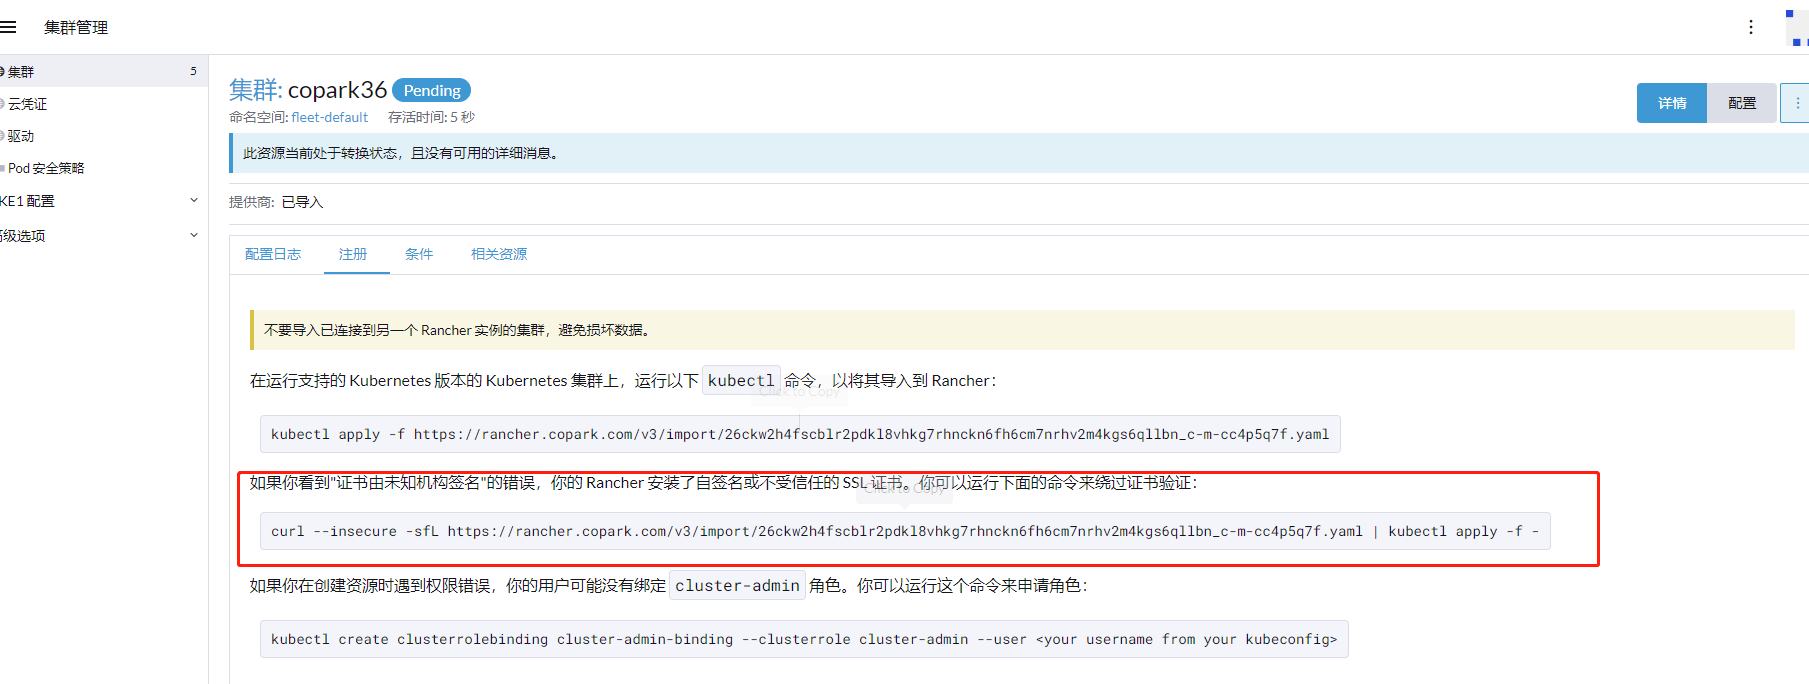 集群管理
集群 5
云凭证
驱动
Pod 安全策略
KE1 配置
高级选项
集群: copark36 Pending
命名空间: fleet-default 存活时间: 5 秒
详情 配置
此资源当前处于转换状态，且没有可用的详细消息。
提供商: 已导入
配置日志 注册 条件 相关资源
不要导入已连接到另一个 Rancher 实例的集群，避免损坏数据。
在运行支持的 Kubernetes 版本的 Kubernetes 集群上，运行以下 kubectl 命令，以将其导入到 Rancher：
Click to Copy
kubectl apply -f https://rancher.copark.com/v3/import/26ckw2h4fscblr2pdkl8vhkg7rhnckn6fh6cm7nrhv2m4kgs6qllbn_c-m-cc4p5q7f.yaml
如果你看到"证书由未知机构签名"的错误，你的 Rancher 安装了自签名或不受信任的 SSL 证书。你可以运行下面的命令来绕过证书验证：
Click to Copy
curl --insecure -sfL https://rancher.copark.com/v3/import/26ckw2h4fscblr2pdkl8vhkg7rhnckn6fh6cm7nrhv2m4kgs6qllbn_c-m-cc4p5q7f.yaml | kubectl apply -f -
如果你在创建资源时遇到权限错误，你的用户可能没有绑定 cluster-admin 角色。你可以运行这个命令来申请角色：
kubectl create clusterrolebinding cluster-admin-binding --clusterrole cluster-admin --user <your username from your kubeconfig>